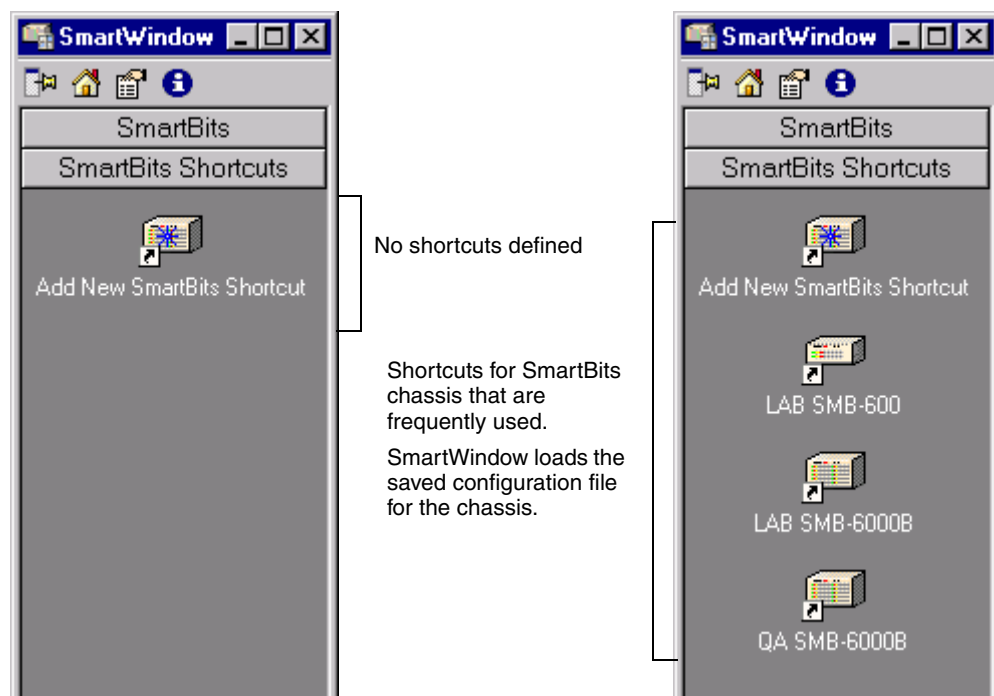 SmartWindow
SmartBits
SmartBits Shortcuts
Add New SmartBits Shortcut
No shortcuts defined
Shortcuts for SmartBits
chassis that are
frequently used.
SmartWindow loads the
saved configuration file
for the chassis.
SmartWindow
SmartBits
SmartBits Shortcuts
Add New SmartBits Shortcut
LAB SMB-600
LAB SMB-6000B
QA SMB-6000B